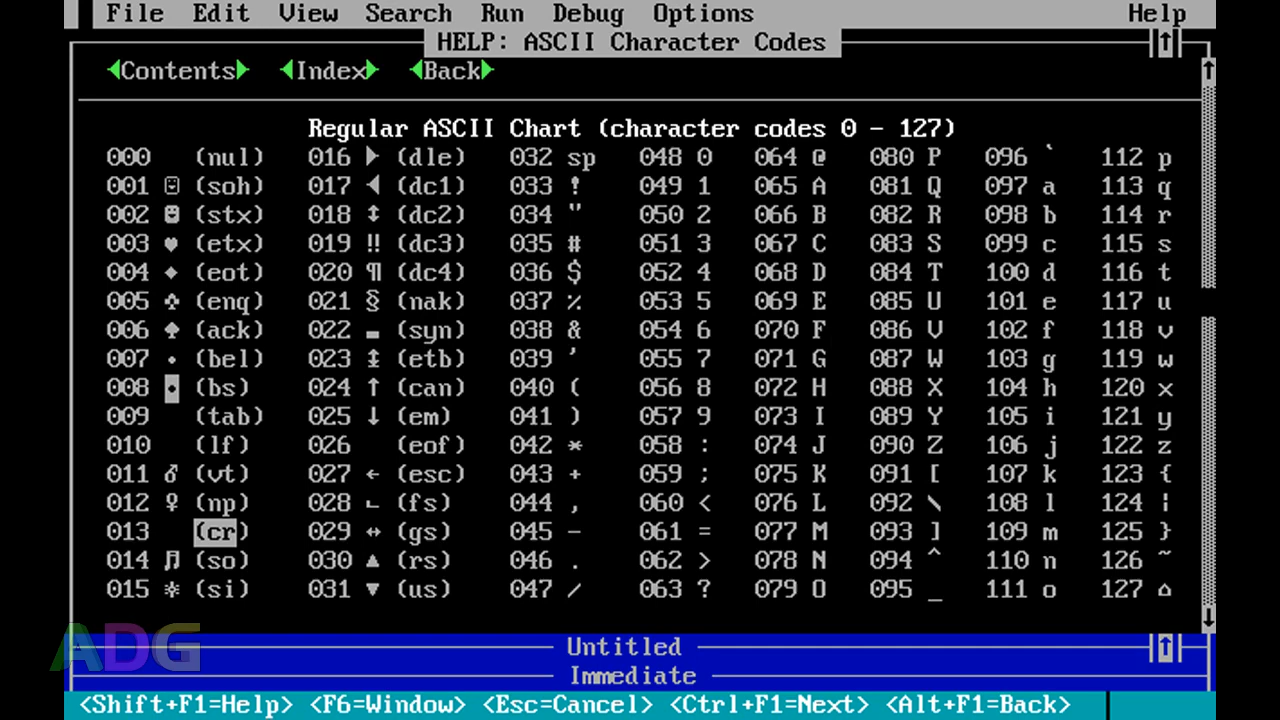 File Edit View Search Run Debug Options Help
HELP: ASCII Character Codes ↑
◄Contents► ◄Index► ◄Back►
Regular ASCII Chart (character codes 0 - 127)
000 (nul) 016 ► (dle) 032 sp 048 0 064 @ 080 P 096 ` 112 p
001 ☺ (soh) 017 ◄ (dc1) 033 ! 049 1 065 A 081 Q 097 a 113 q
002 ☻ (stx) 018 ↕ (dc2) 034 " 050 2 066 B 082 R 098 b 114 r
003 ♥ (etx) 019 ‼ (dc3) 035 # 051 3 067 C 083 S 099 c 115 s
004 ♦ (eot) 020 ¶ (dc4) 036 $ 052 4 068 D 084 T 100 d 116 t
005 ♣ (enq) 021 § (nak) 037 % 053 5 069 E 085 U 101 e 117 u
006 ♠ (ack) 022 ▬ (syn) 038 & 054 6 070 F 086 V 102 f 118 v
007 • (bel) 023 ↨ (etb) 039 ' 055 7 071 G 087 W 103 g 119 w
008 ◘ (bs) 024 ↑ (can) 040 ( 056 8 072 H 088 X 104 h 120 x
009 (tab) 025 ↓ (em) 041 ) 057 9 073 I 089 Y 105 i 121 y
010 (lf) 026 (eof) 042 * 058 : 074 J 090 Z 106 j 122 z
011 ♂ (vt) 027 ← (esc) 043 + 059 ; 075 K 091 [ 107 k 123 {
012 ♀ (np) 028 ∟ (fs) 044 , 060 < 076 L 092 \ 108 l 124 ¦
013 (cr) 029 ↔ (gs) 045 - 061 = 077 M 093 ] 109 m 125 }
014 ♫ (so) 030 ▲ (rs) 046 . 062 > 078 N 094 ^ 110 n 126 ~
015 ☼ (si) 031 ▼ (us) 047 / 063 ? 079 O 095 _ 111 o 127 ⌂
ADG
Untitled ↑
Immediate
<Shift+F1=Help> <F6=Window> <Esc=Cancel> <Ctrl+F1=Next> <Alt+F1=Back>